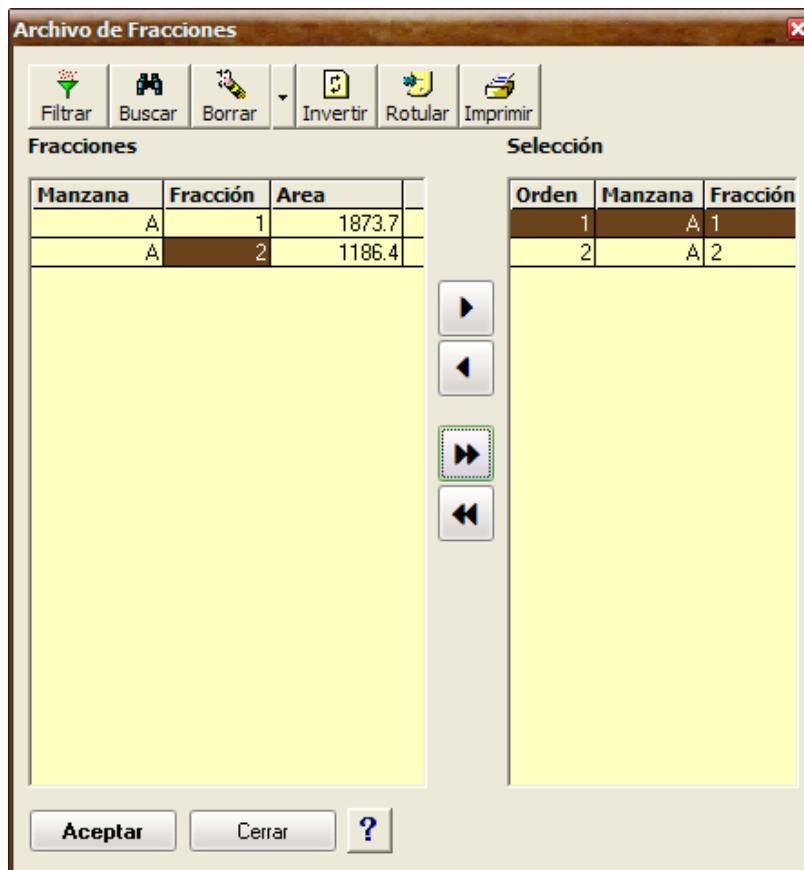 Archivo de Fracciones
Filtrar Buscar Borrar Invertir Rotular Imprimir
Fracciones
Manzana Fracción Area
A 1 1873.7
A 2 1186.4
Selección
Orden Manzana Fracción
1 A 1
2 A 2
Aceptar Cerrar ?